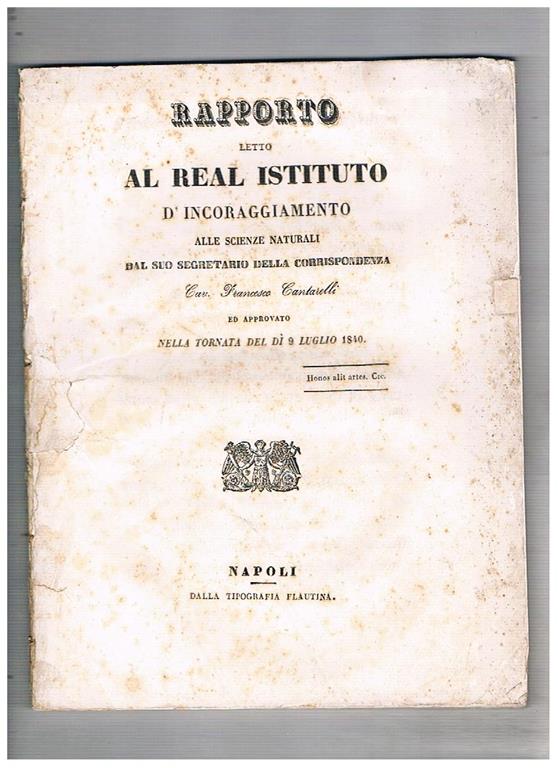 RAPPORTO
LETTO
AL REAL ISTITUTO
D' INCORAGGIAMENTO
ALLE SCIENZE NATURALI
DAL SUO SEGRETARIO DELLA CORRISPONDENZA
Cav. Francesco Cantarelli
ED APPROVATO
NELLA TORNATA DEL DÌ 9 LUGLIO 1840.
Honos alit artes. Cic.
NAPOLI
DALLA TIPOGRAFIA FLAUTINA.